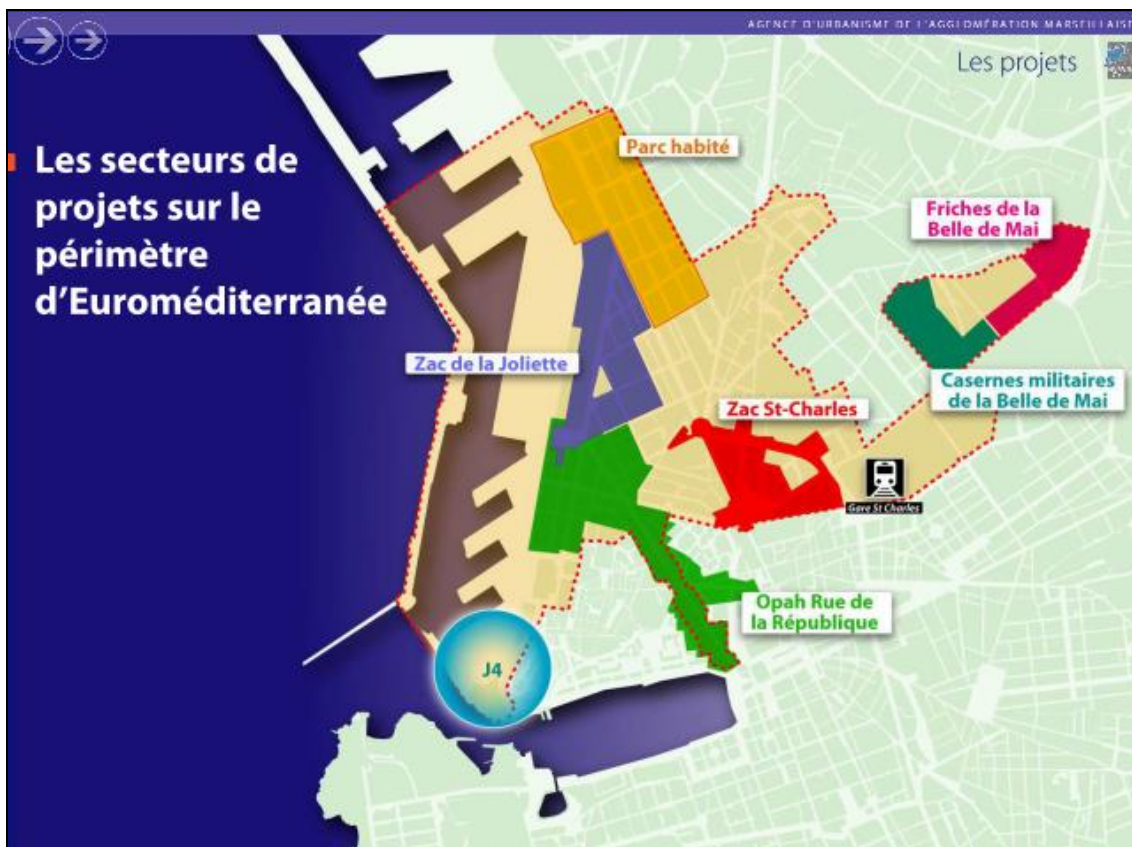 AGENCE D'URBANISME DE L'AGGLOMÉRATION MARSEILLAISE
Les projets
Les secteurs de
projets sur le
périmètre
d'Euroméditerranée
Parc habité
Friches de la
Belle de Mai
Zac de la Joliette
Casernes militaires
de la Belle de Mai
Zac St-Charles
Gare St Charles
Opah Rue de
la République
J4